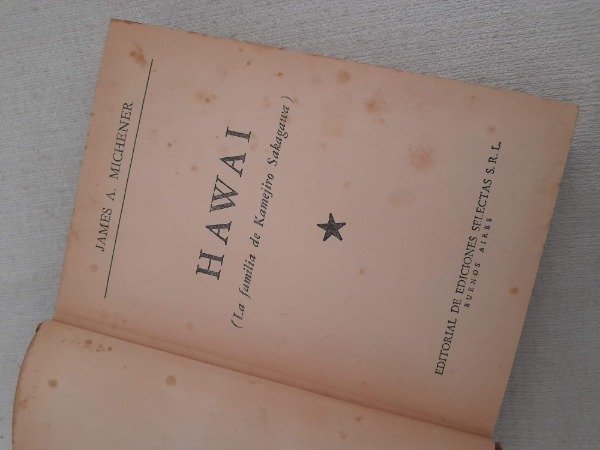 JAMES A. MICHENER
HAWAI
(La familia de Kamejiro Sakagawa)
EDITORIAL DE EDICIONES SELECTAS S.R.L.
BUENOS AIRES